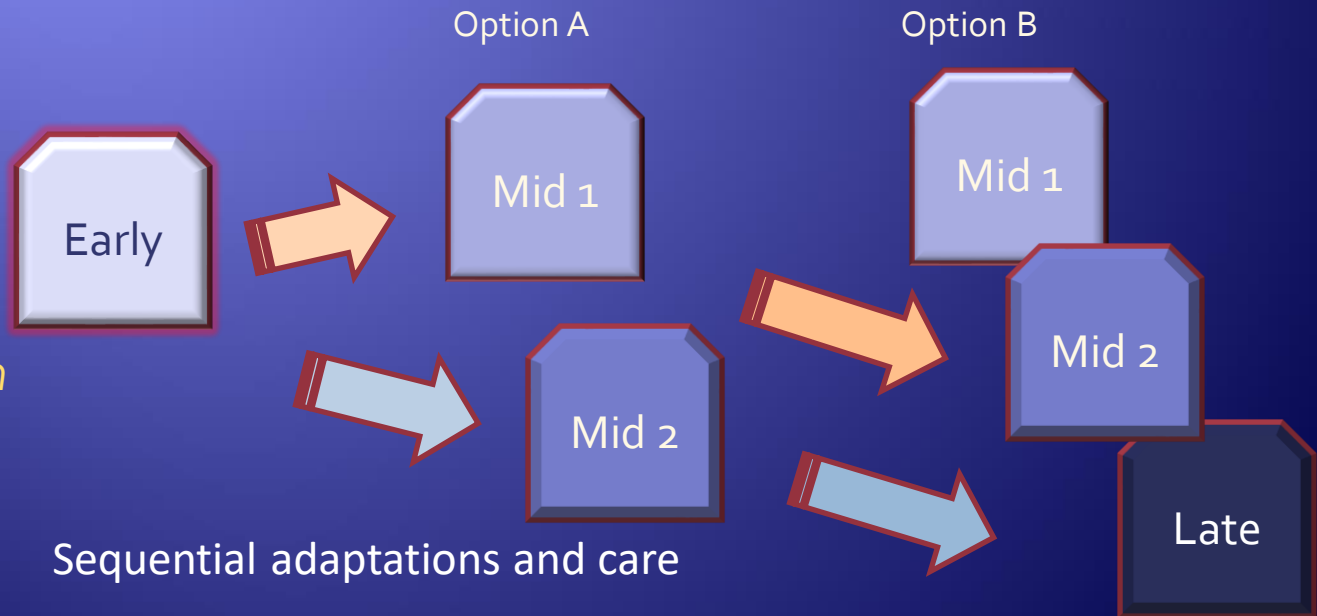 Option A
Option B
Early
Mid 1
Mid 2
Mid 1
Mid 2
Late
n
Sequential adaptations and care